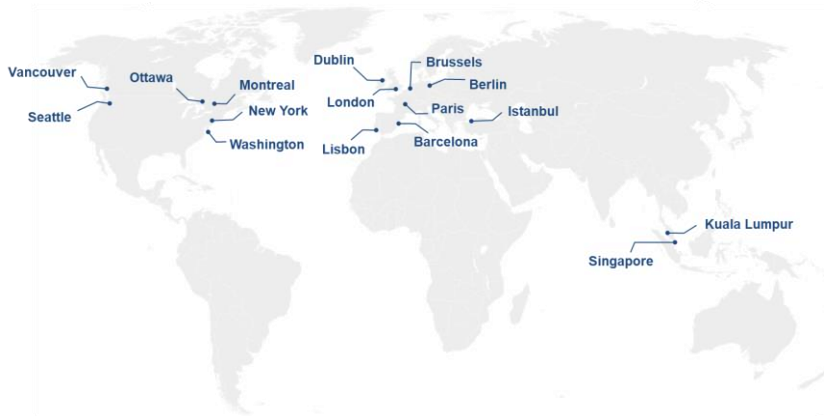 Vancouver
Ottawa
Montreal
Seattle
New York
Washington
Dublin
Brussels
London
Berlin
Paris
Istanbul
Lisbon
Barcelona
Kuala Lumpur
Singapore